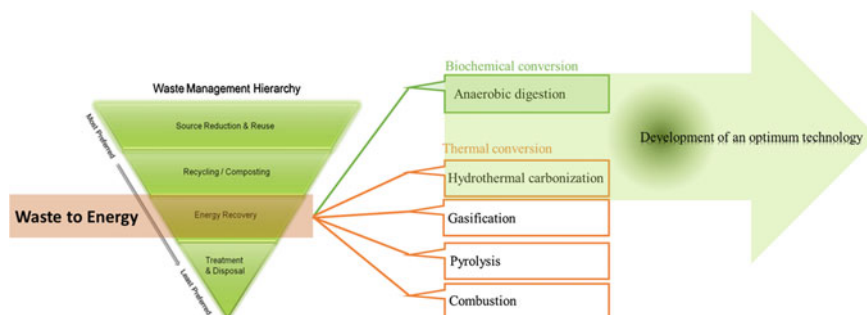 Waste Management Hierarchy
Most Preferred
Least Preferred
Source Reduction & Reuse
Recycling / Composting
Energy Recovery
Treatment
& Disposal
Waste to Energy
Biochemical conversion
Anaerobic digestion
Thermal conversion
Hydrothermal carbonization
Gasification
Pyrolysis
Combustion
Development of an optimum technology